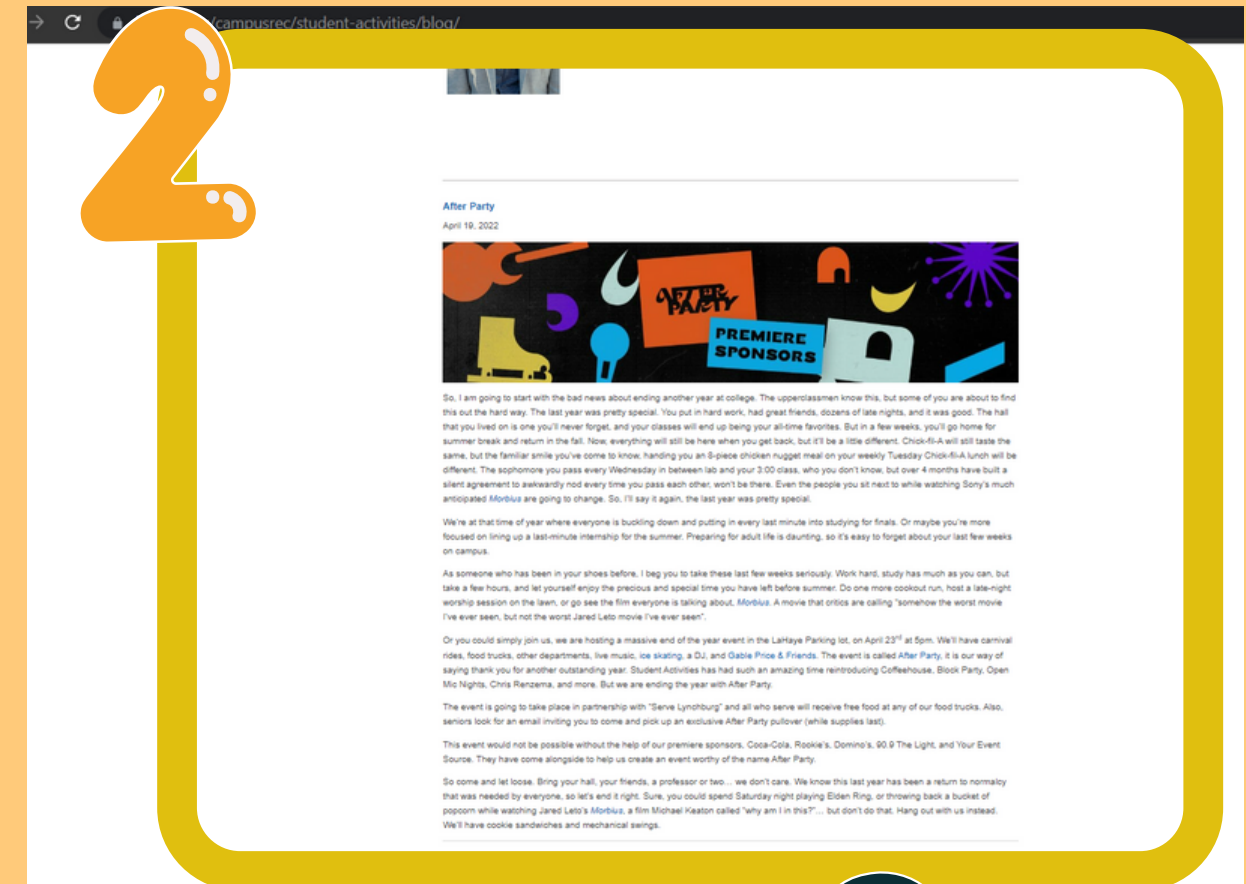 /campusrec/student-activities/blog/
2
After Party
April 19, 2022
AFTER
PARTY
PREMIERE
SPONSORS
So, I am going to start with the bad news about ending another year at college. The upperclassmen know this, but some of you are about to find
this out the hard way. The last year was pretty special. You put in hard work, had great friends, dozens of late nights, and it was good. The hall
that you lived on is one you'll never forget, and your classes will end up being your all-time favorites. But in a few weeks, you'll go home for
summer break and return in the fall. Now, everything will still be here when you get back, but it'll be a little different. Chick-fil-A will still taste the
same, but the familiar smile you've come to know, handing you an 8-piece chicken nugget meal on your weekly Tuesday Chick-fil-A lunch will be
different. The sophomore you pass every Wednesday in between lab and your 3:00 class, who you don't know, but over 4 months have built a
silent agreement to awkwardly nod every time you pass each other, won't be there. Even the people you sit next to while watching Sony's much
anticipated Morbius are going to change. So, I'll say it again, the last year was pretty special.
We're at that time of year where everyone is buckling down and putting in every last minute into studying for finals. Or maybe you're more
focused on lining up a last-minute internship for the summer. Preparing for adult life is daunting, so it's easy to forget about your last few weeks
on campus.
As someone who has been in your shoes before, I beg you to take these last few weeks seriously. Work hard, study has much as you can, but
take a few hours, and let yourself enjoy the precious and special time you have left before summer. Do one more cookout run, host a late-night
worship session on the lawn, or go see the film everyone is talking about, Morbius. A movie that critics are calling "somehow the worst movie
I've ever seen, but not the worst Jared Leto movie I've ever seen".
Or you could simply join us, we are hosting a massive end of the year event in the LaHaye Parking lot, on April 23rd at 5pm. We'll have carnival
rides, food trucks, other departments, live music, ice skating, a DJ, and Gable Price & Friends. The event is called After Party, it is our way of
saying thank you for another outstanding year. Student Activities has had such an amazing time reintroducing Coffeehouse, Block Party, Open
Mic Nights, Chris Renzema, and more. But we are ending the year with After Party.
The event is going to take place in partnership with "Serve Lynchburg" and all who serve will receive free food at any of our food trucks. Also,
seniors look for an email inviting you to come and pick up an exclusive After Party pullover (while supplies last).
This event would not be possible without the help of our premiere sponsors, Coca-Cola, Rookie's, Domino's, 90.9 The Light, and Your Event
Source. They have come alongside to help us create an event worthy of the name After Party.
So come and let loose. Bring your hall, your friends, a professor or two... we don't care. We know this last year has been a return to normalcy
that was needed by everyone, so let's end it right. Sure, you could spend Saturday night playing Elden Ring, or throwing back a bucket of
popcorn while watching Jared Leto's Morbius, a film Michael Keaton called "why am I in this?"... but don't do that. Hang out with us instead.
We'll have cookie sandwiches and mechanical swings.